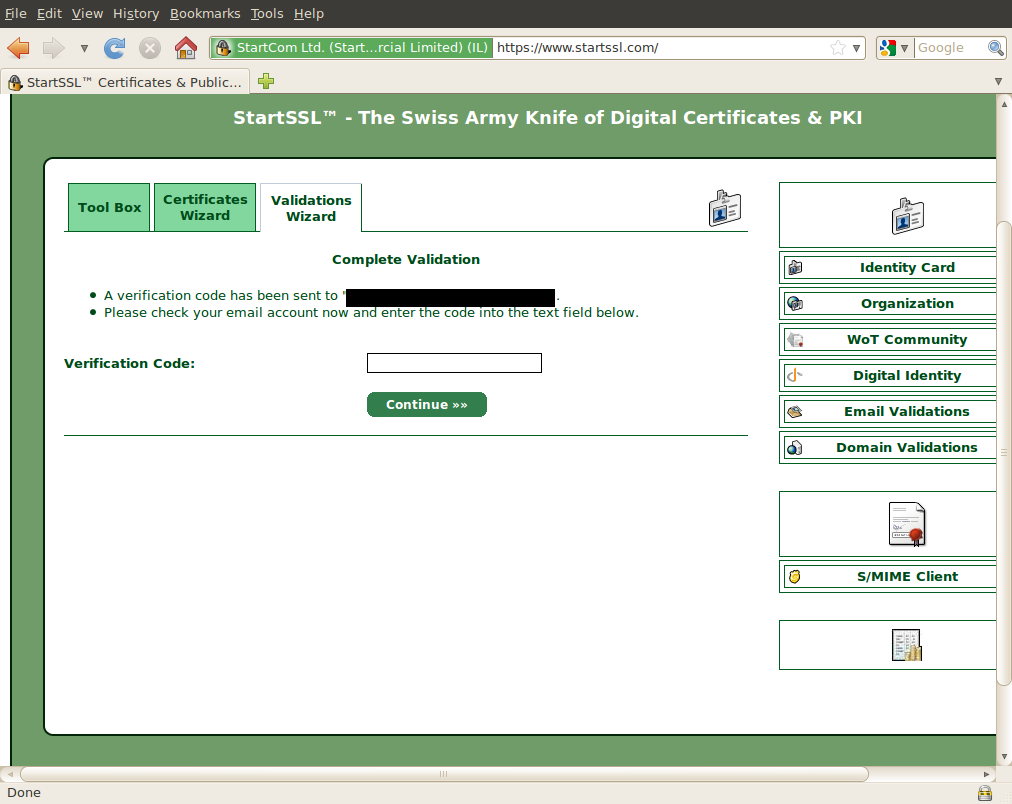 File Edit View History Bookmarks Tools Help
StartCom Ltd. (Start...rcial Limited) (IL) https://www.startssl.com/ Google
StartSSL™ Certificates & Public...
StartSSL™ - The Swiss Army Knife of Digital Certificates & PKI
Tool Box
Certificates
Wizard
Validations
Wizard
Complete Validation
A verification code has been sent to " .
Please check your email account now and enter the code into the text field below.
Verification Code:
Continue »»
Identity Card
Organization
WoT Community
Digital Identity
Email Validations
Domain Validations
S/MIME Client
Done